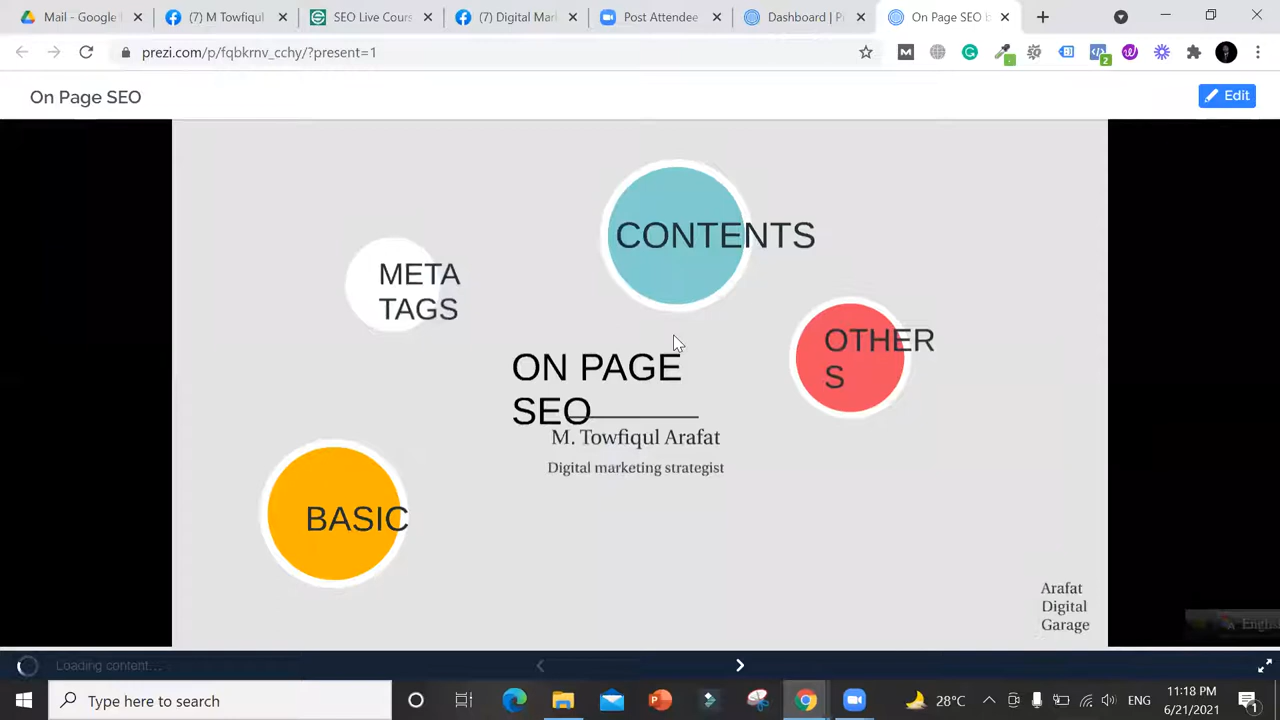 Mail - Google D
(7) M Towfiqul
SEO Live Cours
(7) Digital Mar
Post Attendee
Dashboard | P
On Page SEO b
prezi.com/p/fqbkrnv_cchy/?present=1
2
On Page SEO
Edit
CONTENTS
META
TAGS
OTHER
S
ON PAGE
SEO
M. Towfiqul Arafat
Digital marketing strategist
BASIC
Arafat
Digital
Garage
Loading content...
Type here to search
28°C
ENG
11:18 PM
6/21/2021
1